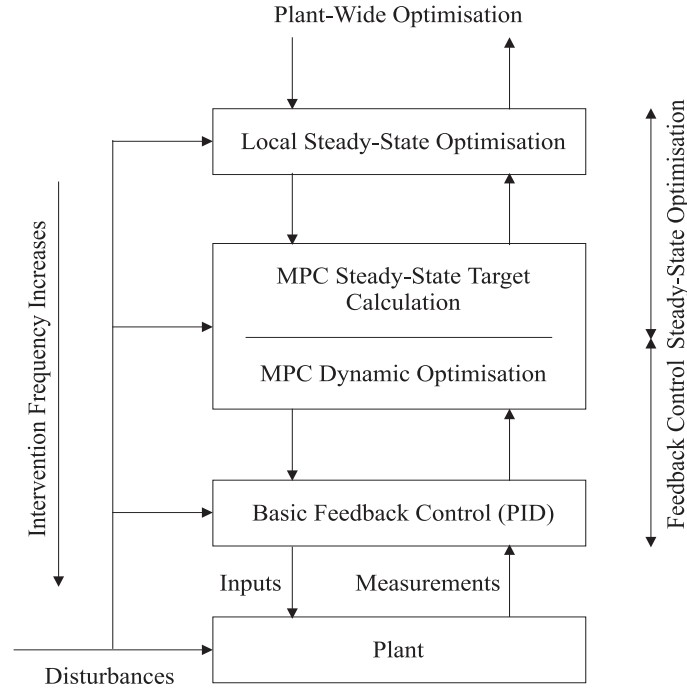 Plant-Wide Optimisation
Local Steady-State Optimisation
MPC Steady-State Target
Calculation
MPC Dynamic Optimisation
Basic Feedback Control (PID)
Inputs
Measurements
Plant
Disturbances
Intervention Frequency Increases
Steady-State Optimisation
Feedback Control